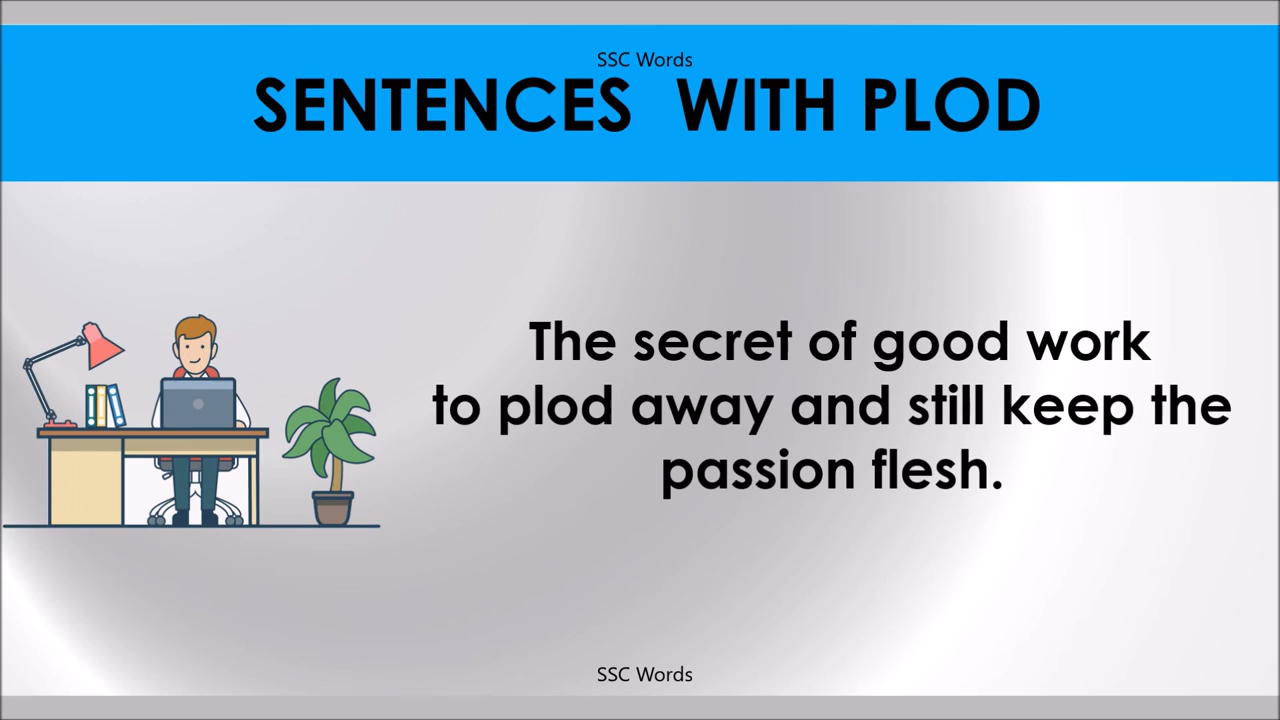 SSC Words
SENTENCES WITH PLOD
The secret of good work
to plod away and still keep the
passion flesh.
SSC Words